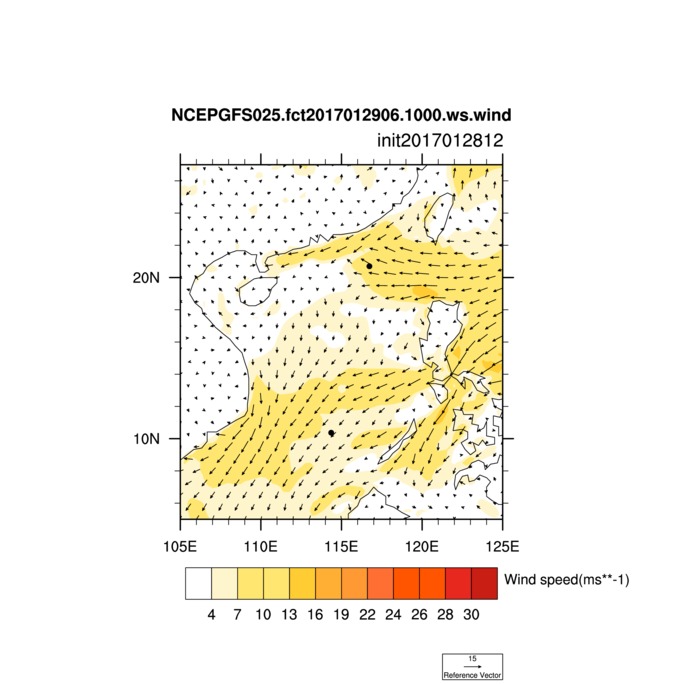 NCEPGFS025.fct2017012906.1000.ws.wind
init2017012812
20N
10N
105E 110E 115E 120E 125E
Wind speed(ms**-1)
4 7 10 13 16 19 22 24 26 28 30
15
Reference Vector